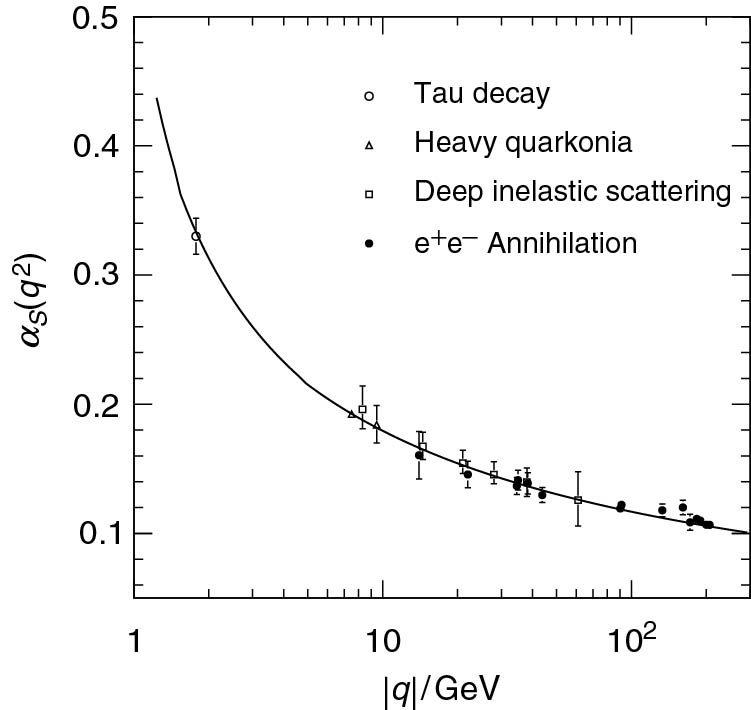 0.5
0.4
0.3
0.2
0.1
α_S(q²)
Tau decay
Heavy quarkonia
Deep inelastic scattering
e⁺e⁻ Annihilation
1 10 10²
|q|/GeV